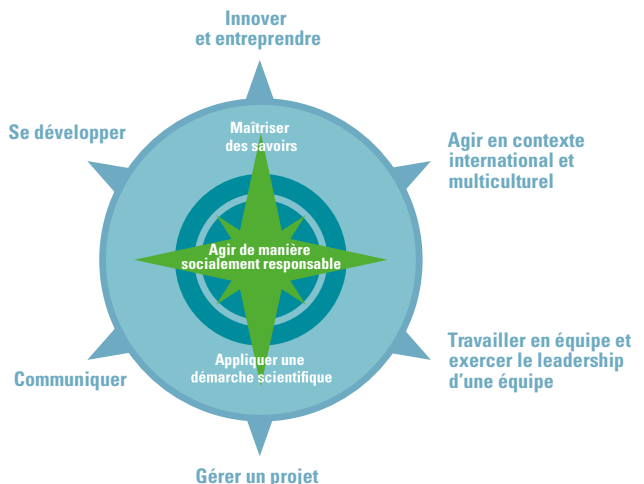 Innover
et entreprendre
Se développer
Maîtriser
des savoirs
Agir en contexte
international et
multiculturel
Agir de manière
socialement responsable
Appliquer une
démarche scientifique
Communiquer
Travailler en équipe et
exercer le leadership
d’une équipe
Gérer un projet